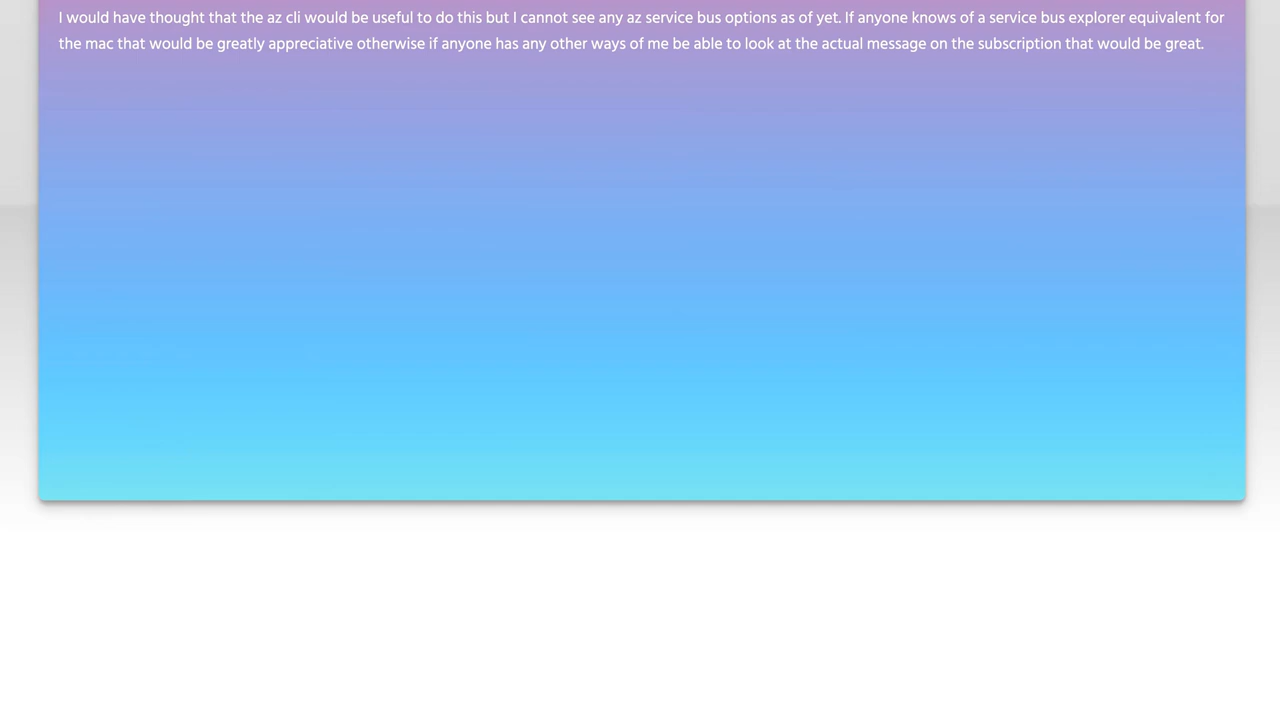 I would have thought that the az cli would be useful to do this but I cannot see any az service bus options as of yet. If anyone knows of a service bus explorer equivalent for
the mac that would be greatly appreciative otherwise if anyone has any other ways of me be able to look at the actual message on the subscription that would be great.